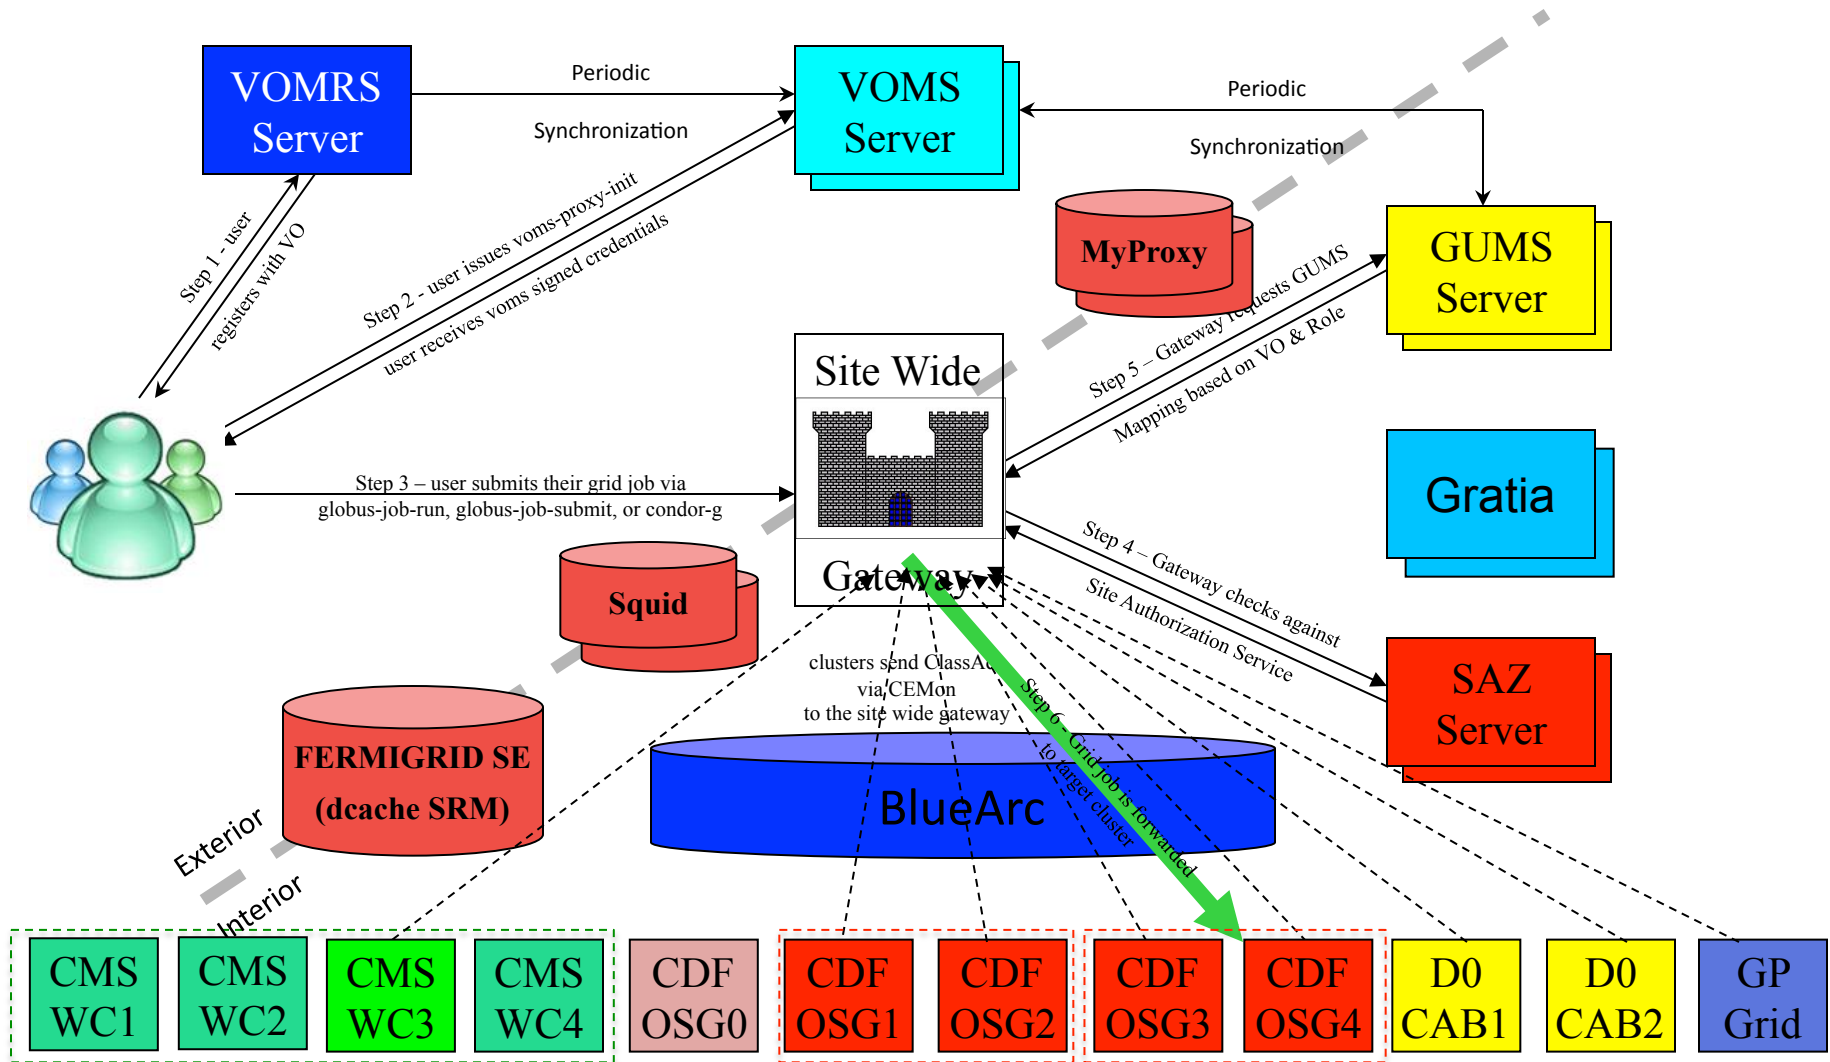 VOMRS
Server
Periodic
Synchronization
VOMS
Server
Periodic
Synchronization
GUMS
Server
MyProxy
Step 1 - user
registers with VO
Step 2 - user issues voms-proxy-init
user receives voms signed credentials
Step 5 – Gateway requests GUMS
Mapping based on VO & Role
Site Wide
Gateway
Step 3 – user submits their grid job via
globus-job-run, globus-job-submit, or condor-g
Gratia
Step 4 – Gateway checks against
Site Authorization Service
SAZ
Server
Squid
clusters send ClassAd
via CEMon
to the site wide gateway
Step 6 - Grid job is forwarded
to target cluster
FERMIGRID SE
(dcache SRM)
BlueArc
Exterior
Interior
CMS
WC1
CMS
WC2
CMS
WC3
CMS
WC4
CDF
OSG0
CDF
OSG1
CDF
OSG2
CDF
OSG3
CDF
OSG4
D0
CAB1
D0
CAB2
GP
Grid